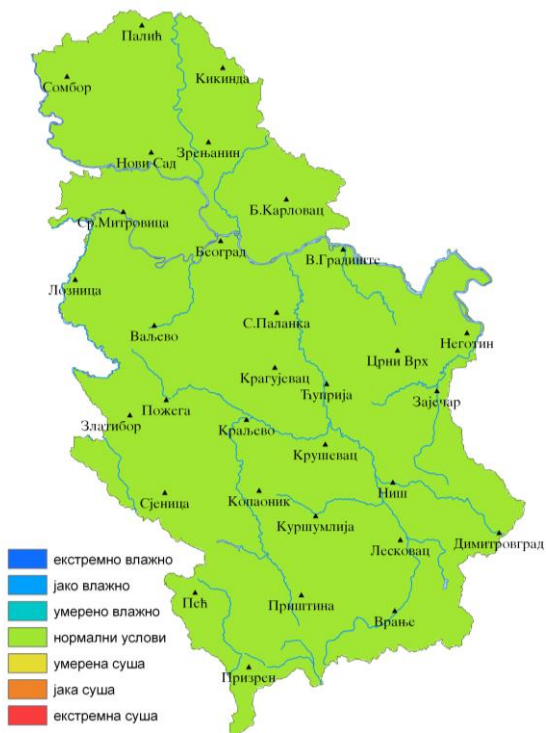 Палић
Кикинда
Сомбор
Зрењанин
Нови Сад
Б.Карловац
Ср.Митровица
Београд
В.Градиште
Лозница
С.Паланка
Ваљево
Неготин
Црни Врх
Крагујевац
Ћуприја
Зајечар
Пожега
Златибор
Краљево
Крушевац
Ниш
Копаоник
Сјеница
Куршумлија
Димитровград
Лесковац
Пећ
Приштина
Врање
Призрен
екстремно влажно
јако влажно
умерено влажно
нормални услови
умерена суша
јака суша
екстремна суша